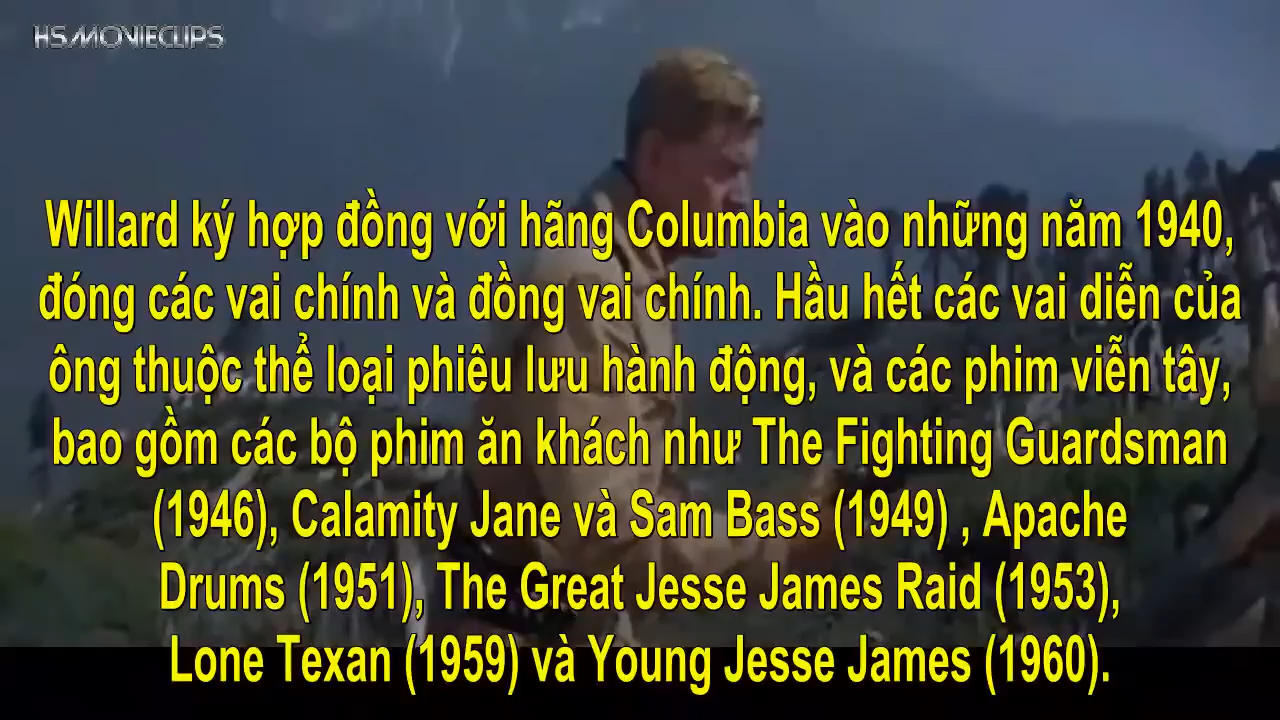 HSMOVIECLIPS
Willard ký hợp đồng với hãng Columbia vào những năm 1940,
đóng các vai chính và đồng vai chính. Hầu hết các vai diễn của
ông thuộc thể loại phiêu lưu hành động, và các phim viễn tây,
bao gồm các bộ phim ăn khách như The Fighting Guardsman
(1946), Calamity Jane và Sam Bass (1949) , Apache
Drums (1951), The Great Jesse James Raid (1953),
Lone Texan (1959) và Young Jesse James (1960).